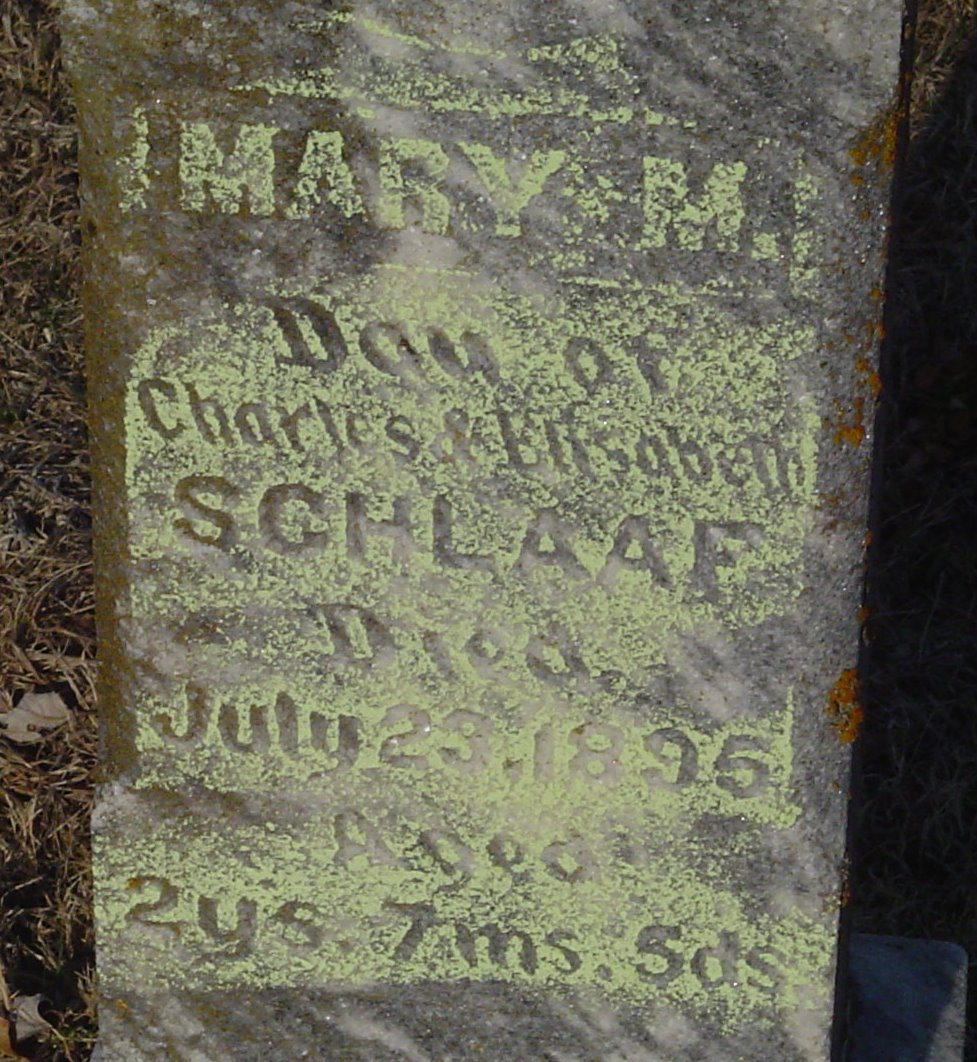 MARY M.
Dau of
Charles & Elisabeth
SCHLAAF
Died
July 23, 1895
Aged
2ys. 7ms. 5ds